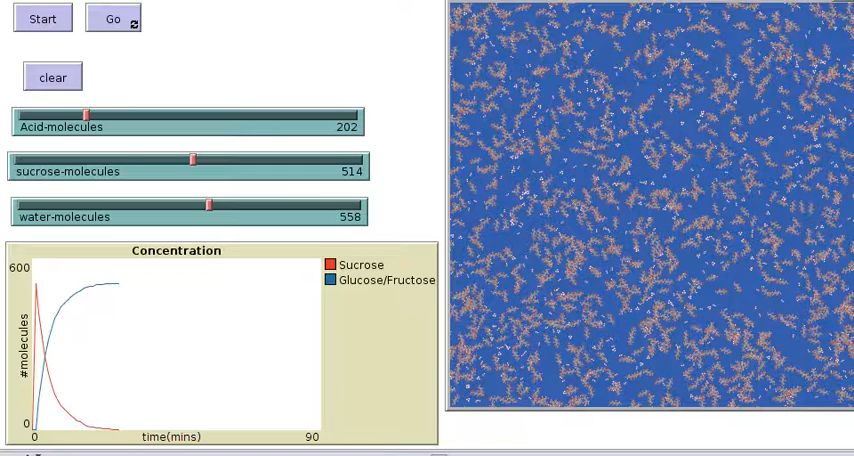 Start
Go
clear
Acid-molecules 202
sucrose-molecules 514
water-molecules 558
Concentration
600
#molecules
0
0
time(mins)
90
Sucrose
Glucose/Fructose